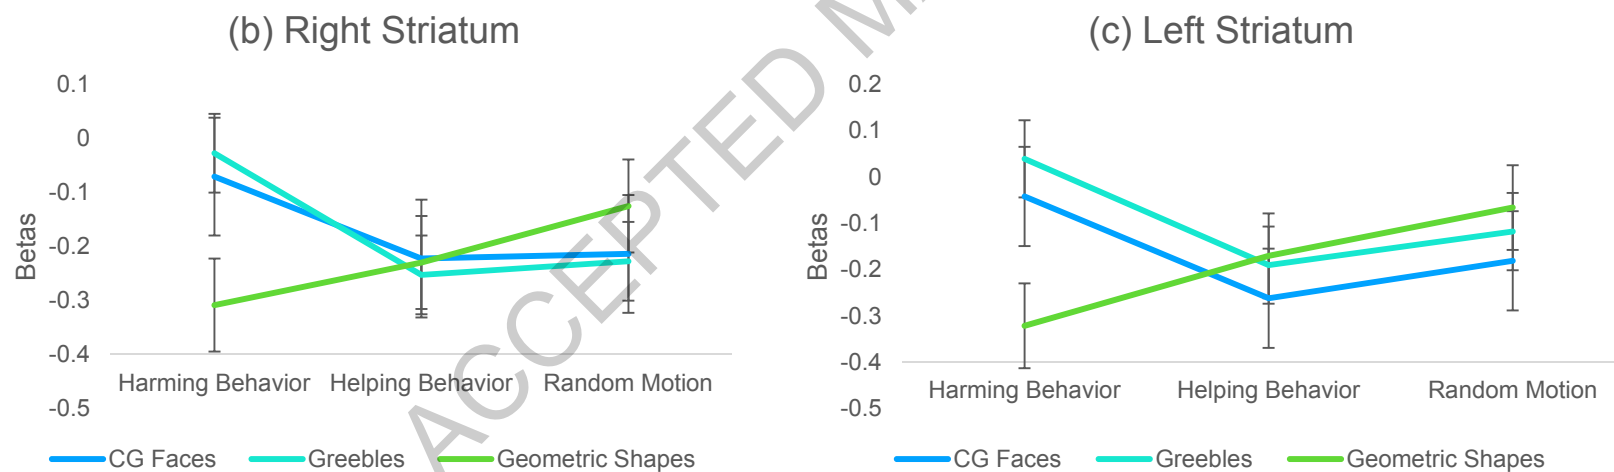 (b) Right Striatum
0.1
0
-0.1
-0.2
-0.3
-0.4
-0.5
Betas
Harming Behavior Helping Behavior Random Motion
CG Faces Greebles Geometric Shapes
(c) Left Striatum
0.2
0.1
0
-0.1
-0.2
-0.3
-0.4
-0.5
Betas
Harming Behavior Helping Behavior Random Motion
CG Faces Greebles Geometric Shapes
ACCEPTED